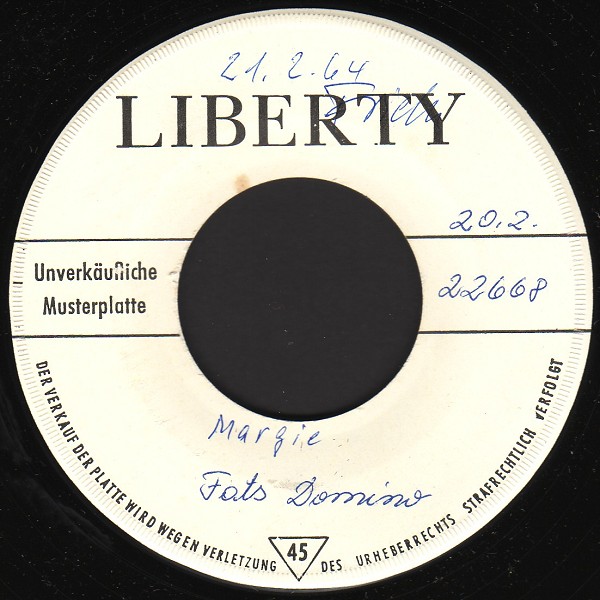 21. 2. 64
LIBERTY
20.2.
Unverkäufliche
Musterplatte
22668
Margie
Fats Domino
DER VERKAUF DER PLATTE WIRD WEGEN VERLETZUNG DES URHEBERRECHTS STRAFRECHTLICH VERFOLGT
45